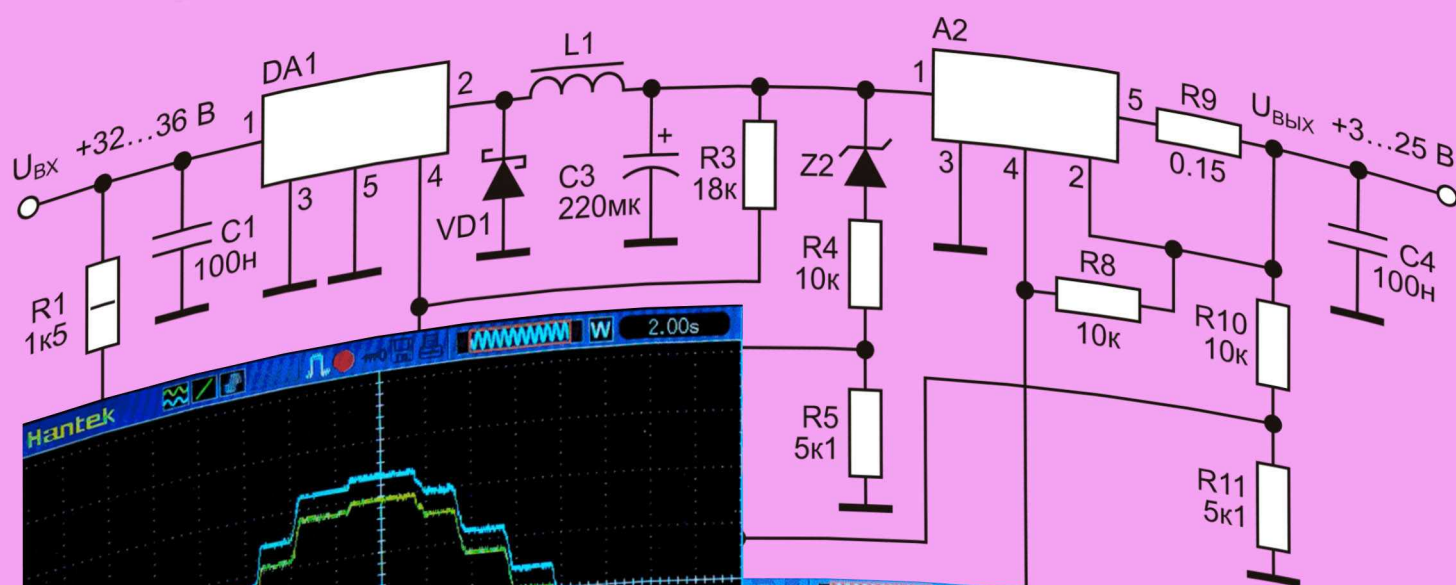 Uвх +32...36 В
R1
1к5
C1
100н
DA1
1
2
3
5
4
VD1
L1
+
C3
220мк
R3
18к
Z2
R4
10к
R5
5к1
A2
1
5
3
4
2
R9
0.15
Uвых +3...25 В
C4
100н
R8
10к
R10
10к
R11
5к1
Hantek
W
2.00s